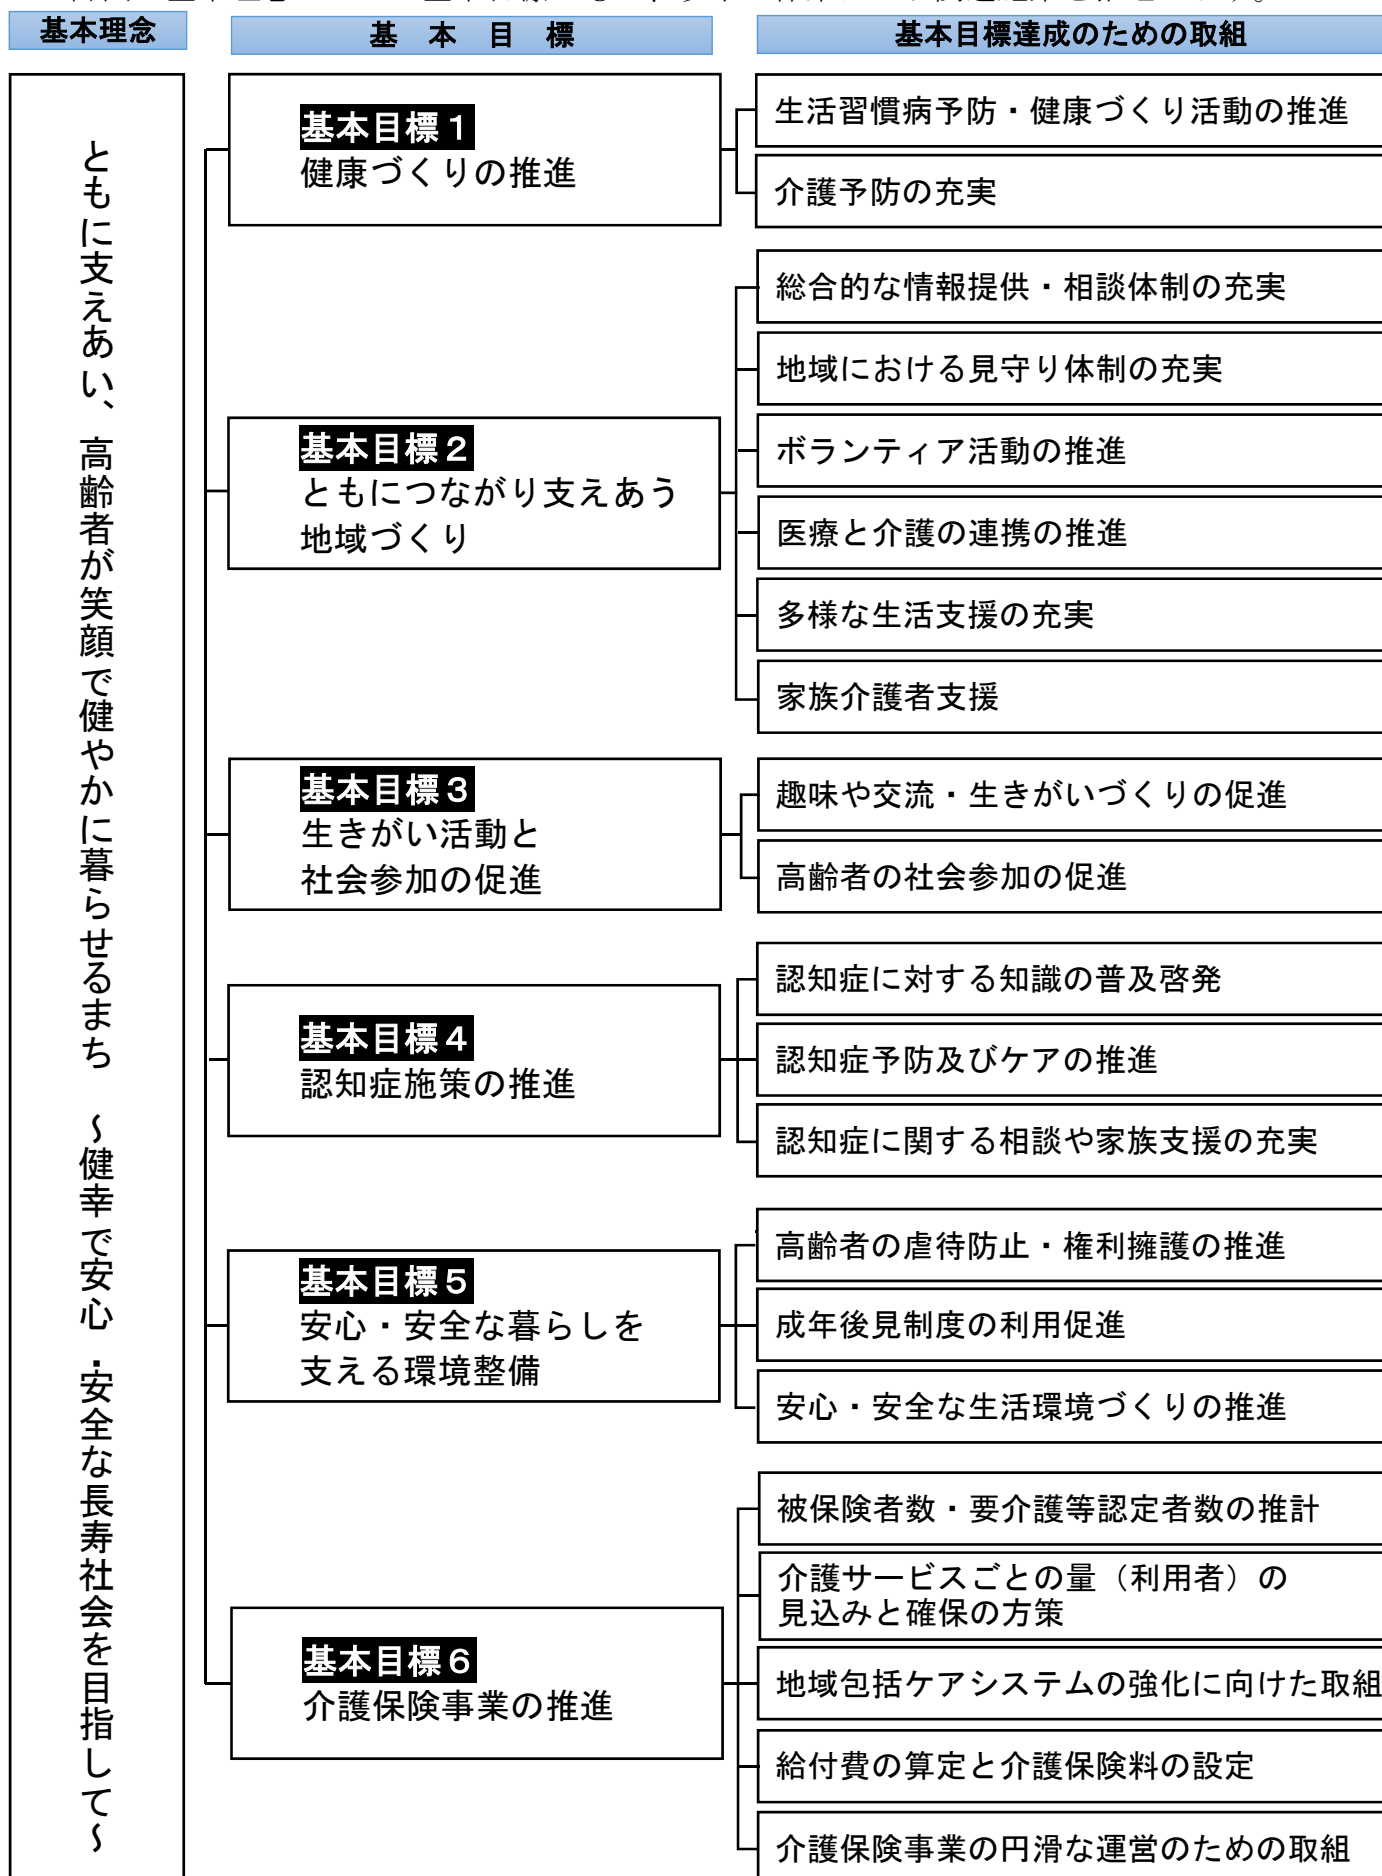 基本理念
基本目標
基本目標達成のための取組
ともに支えあい、高齢者が笑顔で健やかに暮らせるまち　～健幸で安心・安全な長寿社会を目指して～
基本目標１
健康づくりの推進
生活習慣病予防・健康づくり活動の推進
介護予防の充実
基本目標２
ともにつながり支えあう
地域づくり
総合的な情報提供・相談体制の充実
地域における見守り体制の充実
ボランティア活動の推進
医療と介護の連携の推進
多様な生活支援の充実
家族介護者支援
基本目標３
生きがい活動と
社会参加の促進
趣味や交流・生きがいづくりの促進
高齢者の社会参加の促進
基本目標４
認知症施策の推進
認知症に対する知識の普及啓発
認知症予防及びケアの推進
認知症に関する相談や家族支援の充実
基本目標５
安心・安全な暮らしを
支える環境整備
高齢者の虐待防止・権利擁護の推進
成年後見制度の利用促進
安心・安全な生活環境づくりの推進
基本目標６
介護保険事業の推進
被保険者数・要介護等認定者数の推計
介護サービスごとの量（利用者）の
見込みと確保の方策
地域包括ケアシステムの強化に向けた取組
給付費の算定と介護保険料の設定
介護保険事業の円滑な運営のための取組